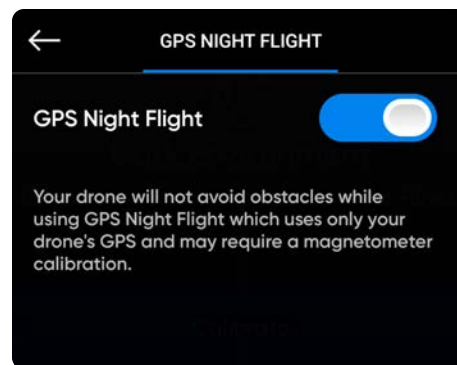 GPS NIGHT FLIGHT
GPS Night Flight
Your drone will not avoid obstacles while
using GPS Night Flight which uses only your
drone's GPS and may require a magnetometer
calibration.